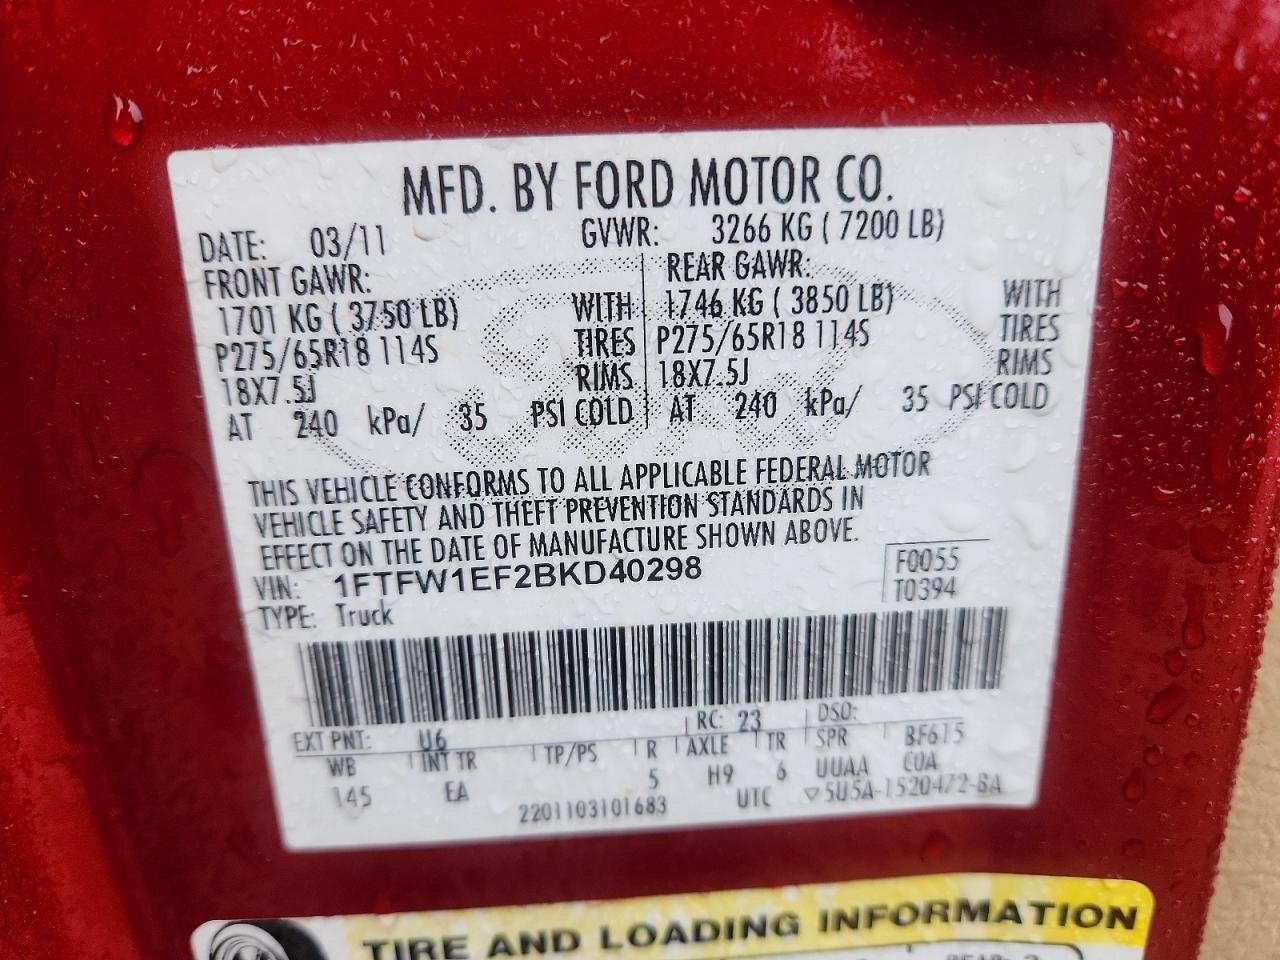 MFD. BY FORD MOTOR CO.
DATE: 03/11 GVWR: 3266 KG ( 7200 LB)
FRONT GAWR: REAR GAWR:
1701 KG ( 3750 LB) WITH 1746 KG ( 3850 LB) WITH
P275/65R18 114S TIRES P275/65R18 114S TIRES
18X7.5J RIMS 18X7.5J RIMS
AT 240 kPa/ 35 PSI COLD AT 240 kPa/ 35 PSI COLD
THIS VEHICLE CONFORMS TO ALL APPLICABLE FEDERAL MOTOR
VEHICLE SAFETY AND THEFT PREVENTION STANDARDS IN
EFFECT ON THE DATE OF MANUFACTURE SHOWN ABOVE.
VIN: 1FTFW1EF2BKD40298 F0055
TYPE: Truck T0394
EXT PNT: U6 RC: 23 DSO:
WB INT TR TP/PS R AXLE TR SPR BF615
145 EA 5 H9 6 UUAA COA
2201103101683 UTC ▽5U5A-1520472-BA
TIRE AND LOADING INFORMATION